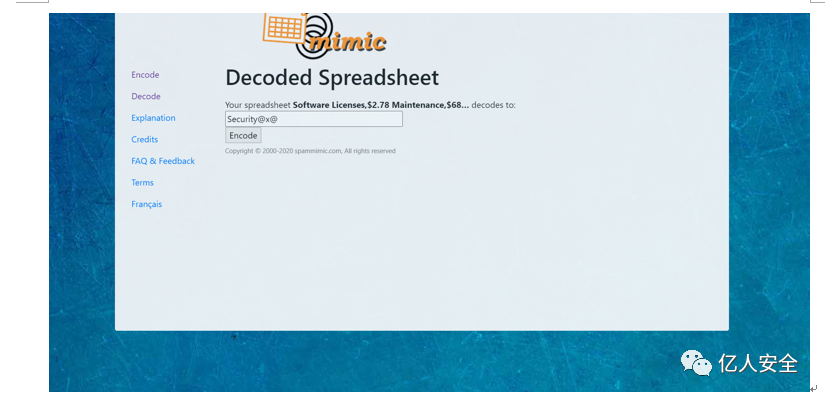 mimic
Decoded Spreadsheet
Encode
Decode
Explanation
Credits
FAQ & Feedback
Terms
Français
Your spreadsheet Software Licenses,$2.78 Maintenance,$68... decodes to:
Security@x@
Encode
Copyright © 2000-2020 spammimic.com, All rights reserved
亿人安全